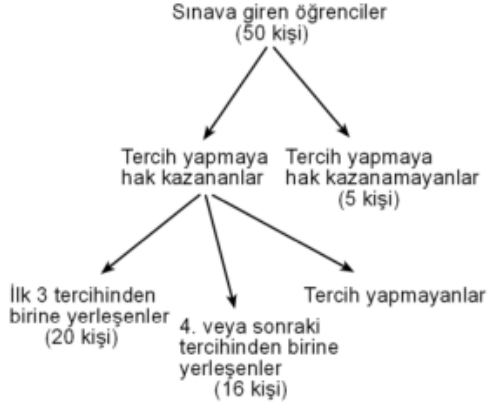 Sınava giren öğrenciler
(50 kişi)
Tercih yapmaya
hak kazananlar
Tercih yapmaya
hak kazanamayanlar
(5 kişi)
İlk 3 tercihinden
birine yerleşenler
(20 kişi)
4. veya sonraki
tercihinden birine
yerleşenler
(16 kişi)
Tercih yapmayanlar